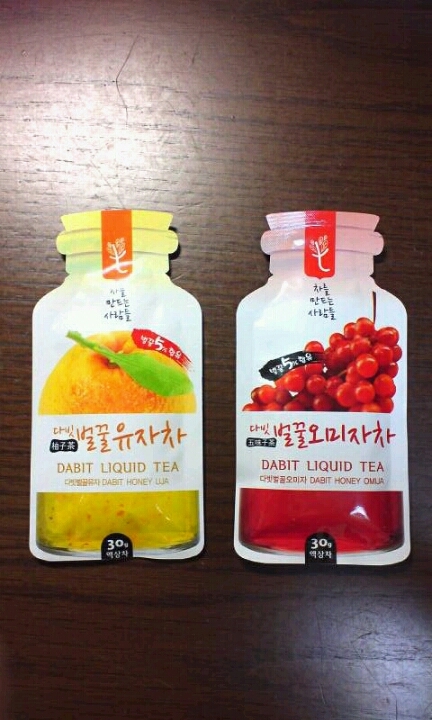 차를
만드는
사람들
벌꿀5%함유
다빗
柚子茶
벌꿀유자차
DABIT LIQUID TEA
다빗벌꿀유자 DABIT HONEY UJA
30g
액상차
차를
만드는
사람들
벌꿀5%함유
다빗
五味子茶
벌꿀오미자차
DABIT LIQUID TEA
다빗벌꿀오미자 DABIT HONEY OMIJA
30g
액상차